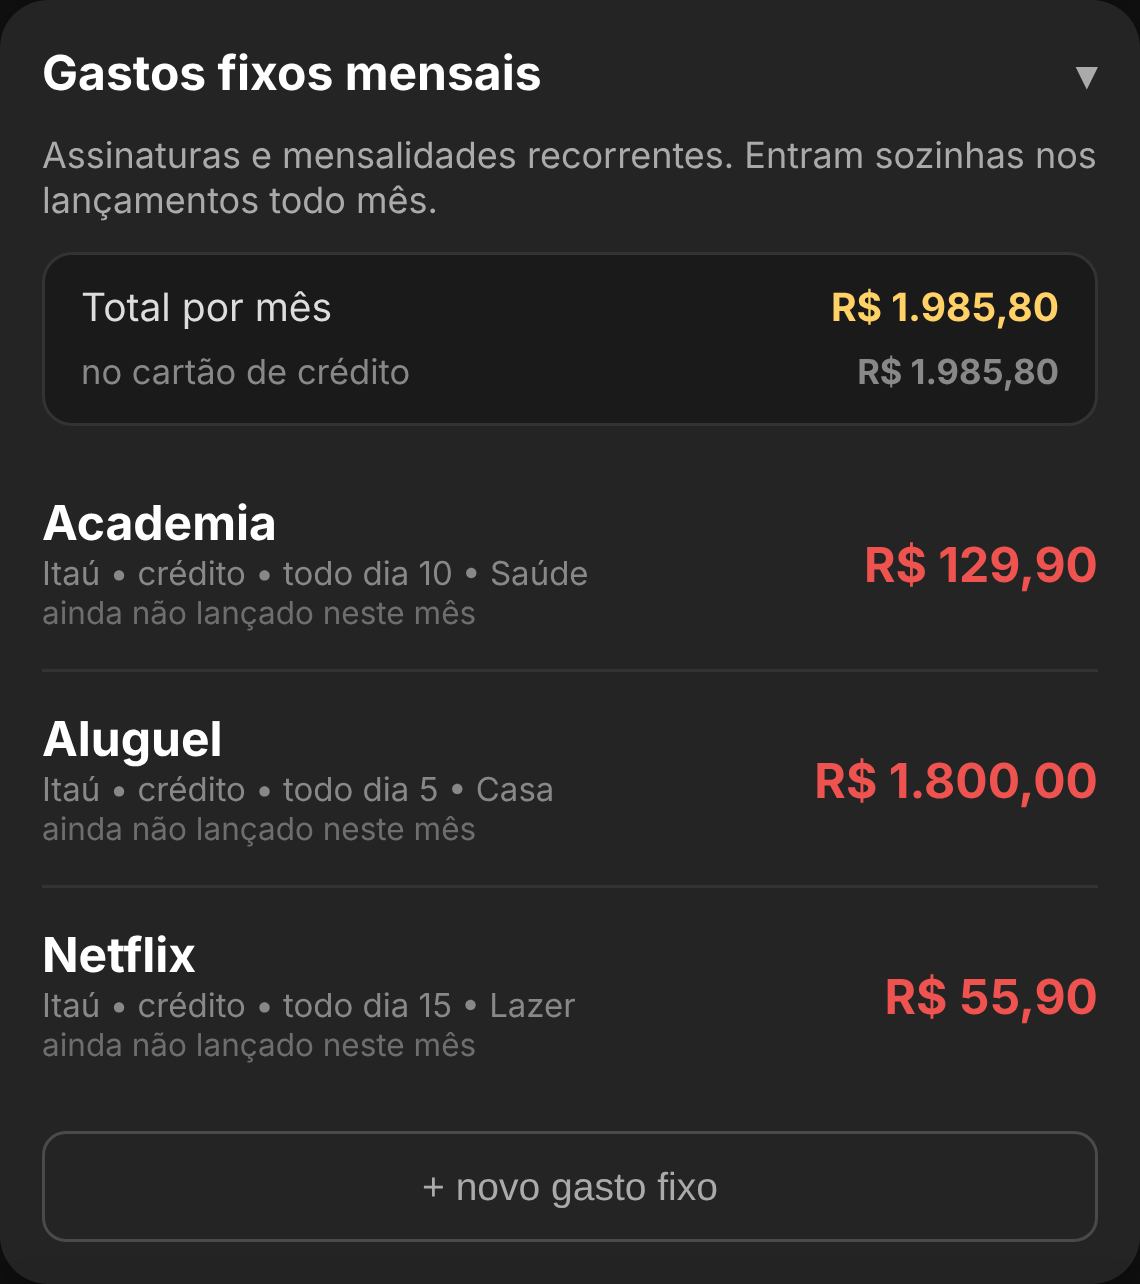 Gastos fixos mensais ▼
Assinaturas e mensalidades recorrentes. Entram sozinhas nos
lançamentos todo mês.
Total por mês R$ 1.985,80
no cartão de crédito R$ 1.985,80
Academia
Itaú • crédito • todo dia 10 • Saúde
R$ 129,90
ainda não lançado neste mês
Aluguel
Itaú • crédito • todo dia 5 • Casa
R$ 1.800,00
ainda não lançado neste mês
Netflix
Itaú • crédito • todo dia 15 • Lazer
R$ 55,90
ainda não lançado neste mês
+ novo gasto fixo